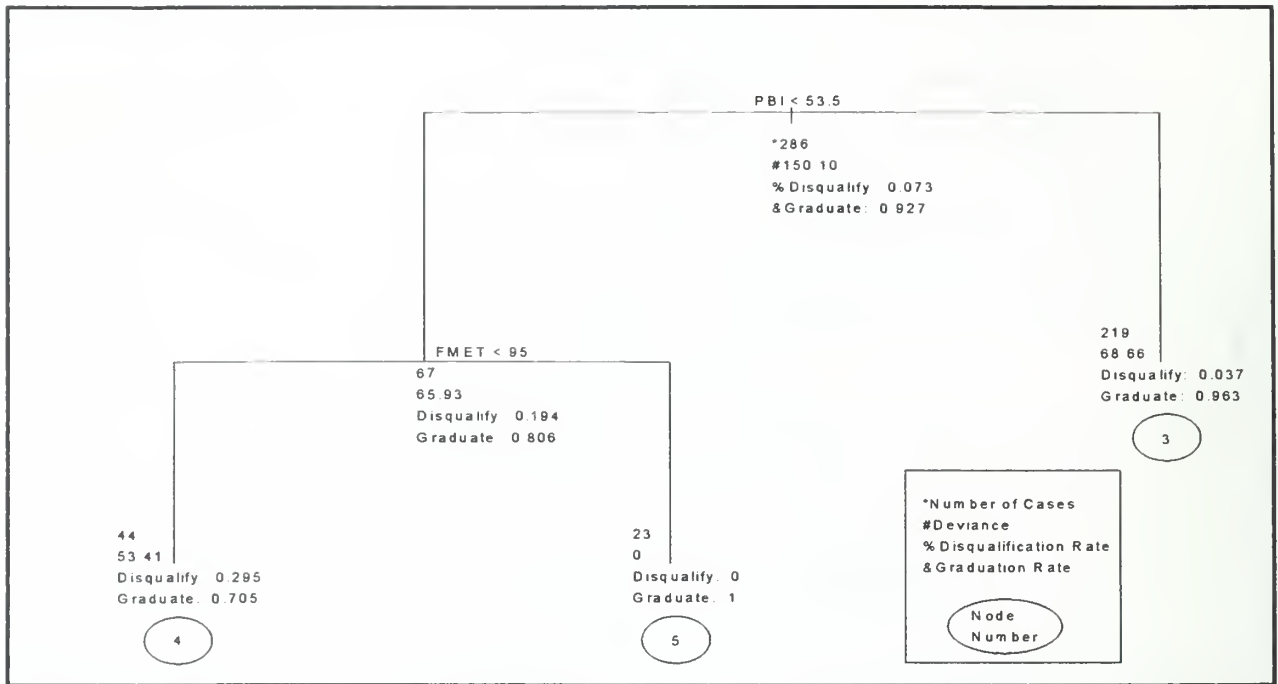 PBI < 53.5
*286
#150 10
%Disqualify 0.073
&Graduate: 0 927
FMET < 95
67
65.93
Disqualify 0.194
Graduate 0 806
219
68 66
Disqualify: 0.037
Graduate: 0.963
3
44
53 41
Disqualify 0.295
Graduate. 0.705
4
23
0
Disqualify. 0
Graduate. 1
5
*Number of Cases
#Deviance
%Disqualification Rate
&Graduation Rate
Node
Number